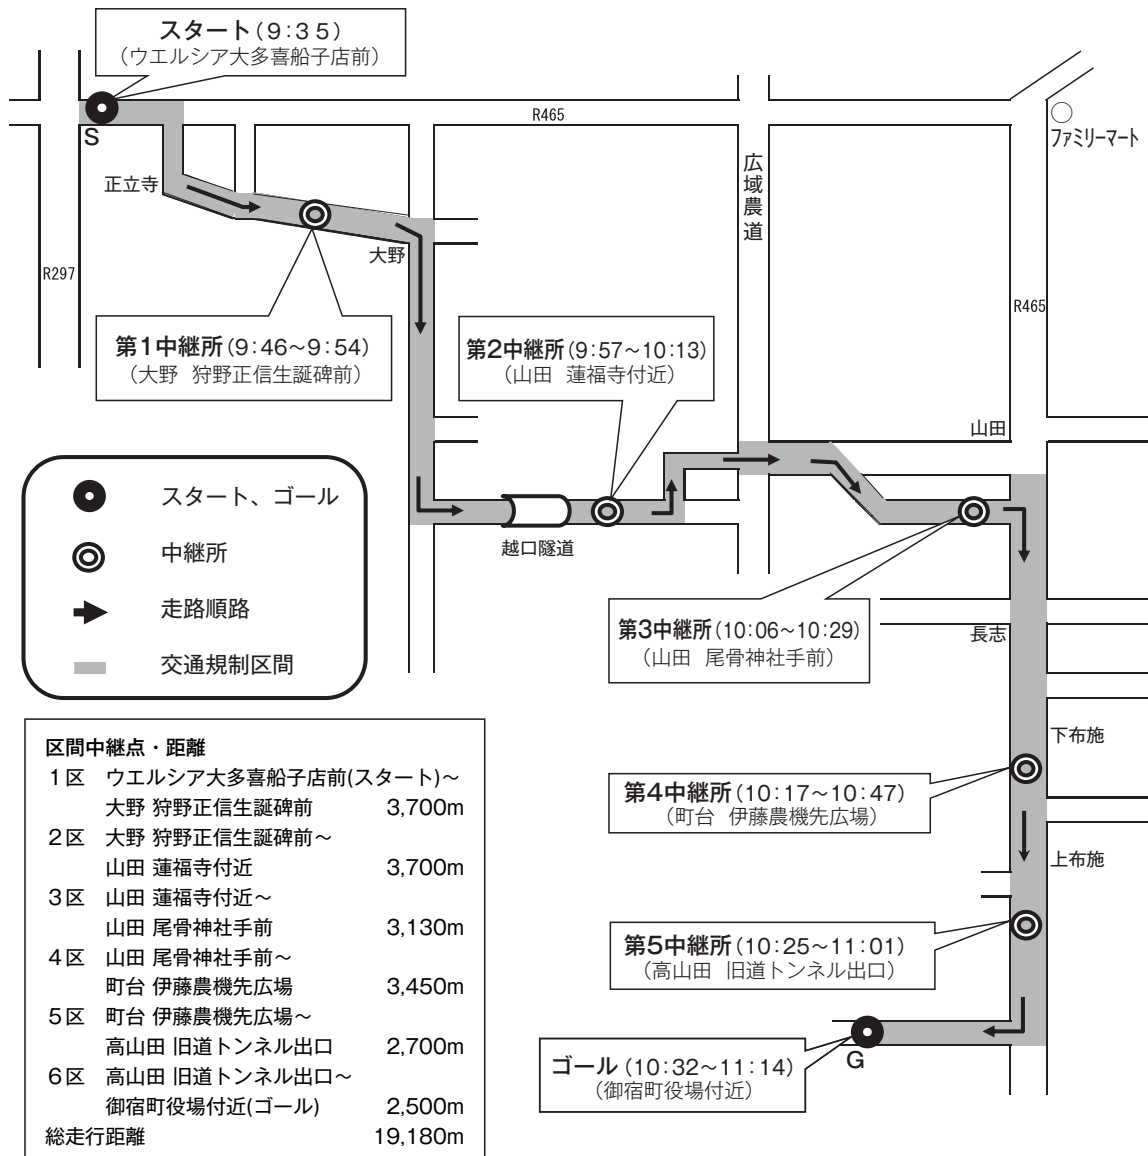 スタート(9:35)
(ウエルシア大多喜船子店前)
S
R465
ファミリーマート
正立寺
広域農道
大野
R297
R465
第1中継所(9:46～9:54)
(大野 狩野正信生誕碑前)
第2中継所(9:57～10:13)
(山田 蓮福寺付近)
山田
スタート、ゴール
中継所
走路順路
交通規制区間
越口隧道
第3中継所(10:06～10:29)
(山田 尾骨神社手前)
長志
下布施
第4中継所(10:17～10:47)
(町台 伊藤農機先広場)
上布施
第5中継所(10:25～11:01)
(高山田 旧道トンネル出口)
ゴール(10:32～11:14)
(御宿町役場付近)
G
区間中継点・距離
1区 ウエルシア大多喜船子店前(スタート)～
大野 狩野正信生誕碑前 3,700m
2区 大野 狩野正信生誕碑前～
山田 蓮福寺付近 3,700m
3区 山田 蓮福寺付近～
山田 尾骨神社手前 3,130m
4区 山田 尾骨神社手前～
町台 伊藤農機先広場 3,450m
5区 町台 伊藤農機先広場～
高山田 旧道トンネル出口 2,700m
6区 高山田 旧道トンネル出口～
御宿町役場付近(ゴール) 2,500m
総走行距離 19,180m